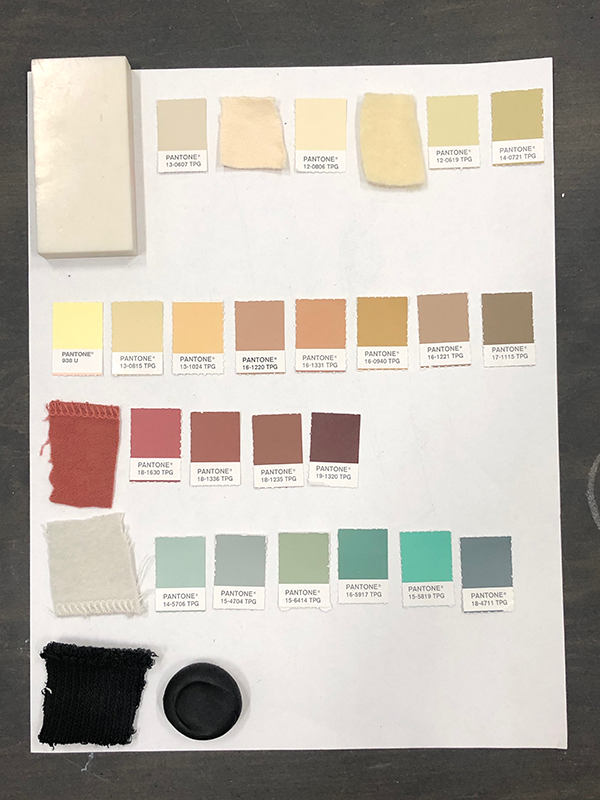 PANTONE®
13-0607 TPG
PANTONE®
12-0806 TPG
PANTONE®
12-0619 TPG
PANTONE®
14-0721 TPG
PANTONE®
908 U
PANTONE®
13-0815 TPG
PANTONE®
13-1024 TPG
PANTONE®
16-1220 TPG
PANTONE®
16-1331 TPG
PANTONE®
16-0940 TPG
PANTONE®
16-1221 TPG
PANTONE®
17-1115 TPG
PANTONE®
18-1630 TPG
PANTONE®
18-1336 TPG
PANTONE®
18-1235 TPG
PANTONE®
19-1320 TPG
PANTONE®
14-5706 TPG
PANTONE®
15-4704 TPG
PANTONE®
15-6414 TPG
PANTONE®
16-5917 TPG
PANTONE®
15-5819 TPG
PANTONE®
18-4711 TPG